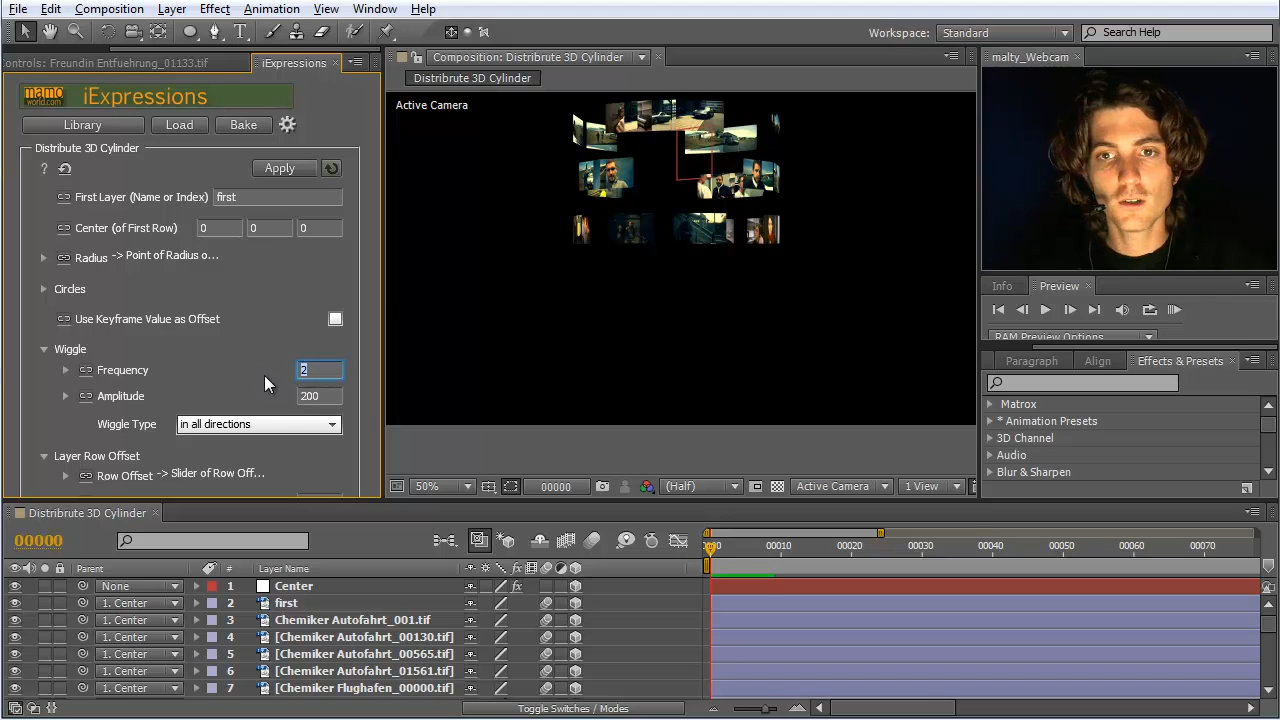 File Edit Composition Layer Effect Animation View Window Help
Workspace: Standard Search Help
Controls: Freundin Entfuehrung_01133.tif iExpressions
Composition: Distribrute 3D Cylinder
malty_Webcam
Distribrute 3D Cylinder
mamo world.com iExpressions
Active Camera
Library Load Bake
Distribute 3D Cylinder
? Apply
First Layer (Name or Index) first
Center (of First Row) 0 0 0
Radius -> Point of Radius o...
Circles
Use Keyframe Value as Offset
Wiggle
Frequency 2
Amplitude 200
Wiggle Type in all directions
Layer Row Offset
Row Offset -> Slider of Row Off...
Info Preview
RAM Preview Options
Paragraph Align Effects & Presets
Matrox
* Animation Presets
3D Channel
Audio
Blur & Sharpen
50% 00000 (Half) Active Camera 1 View
Distribrute 3D Cylinder
00000
00010 00020 00030 00040 00050 00060 00070
Parent # Layer Name
None 1 Center
1. Center 2 first
1. Center 3 Chemiker Autofahrt_001.tif
1. Center 4 [Chemiker Autofahrt_00130.tif]
1. Center 5 [Chemiker Autofahrt_00565.tif]
1. Center 6 [Chemiker Autofahrt_01561.tif]
1. Center 7 [Chemiker Flughafen_00000.tif]
Toggle Switches / Modes